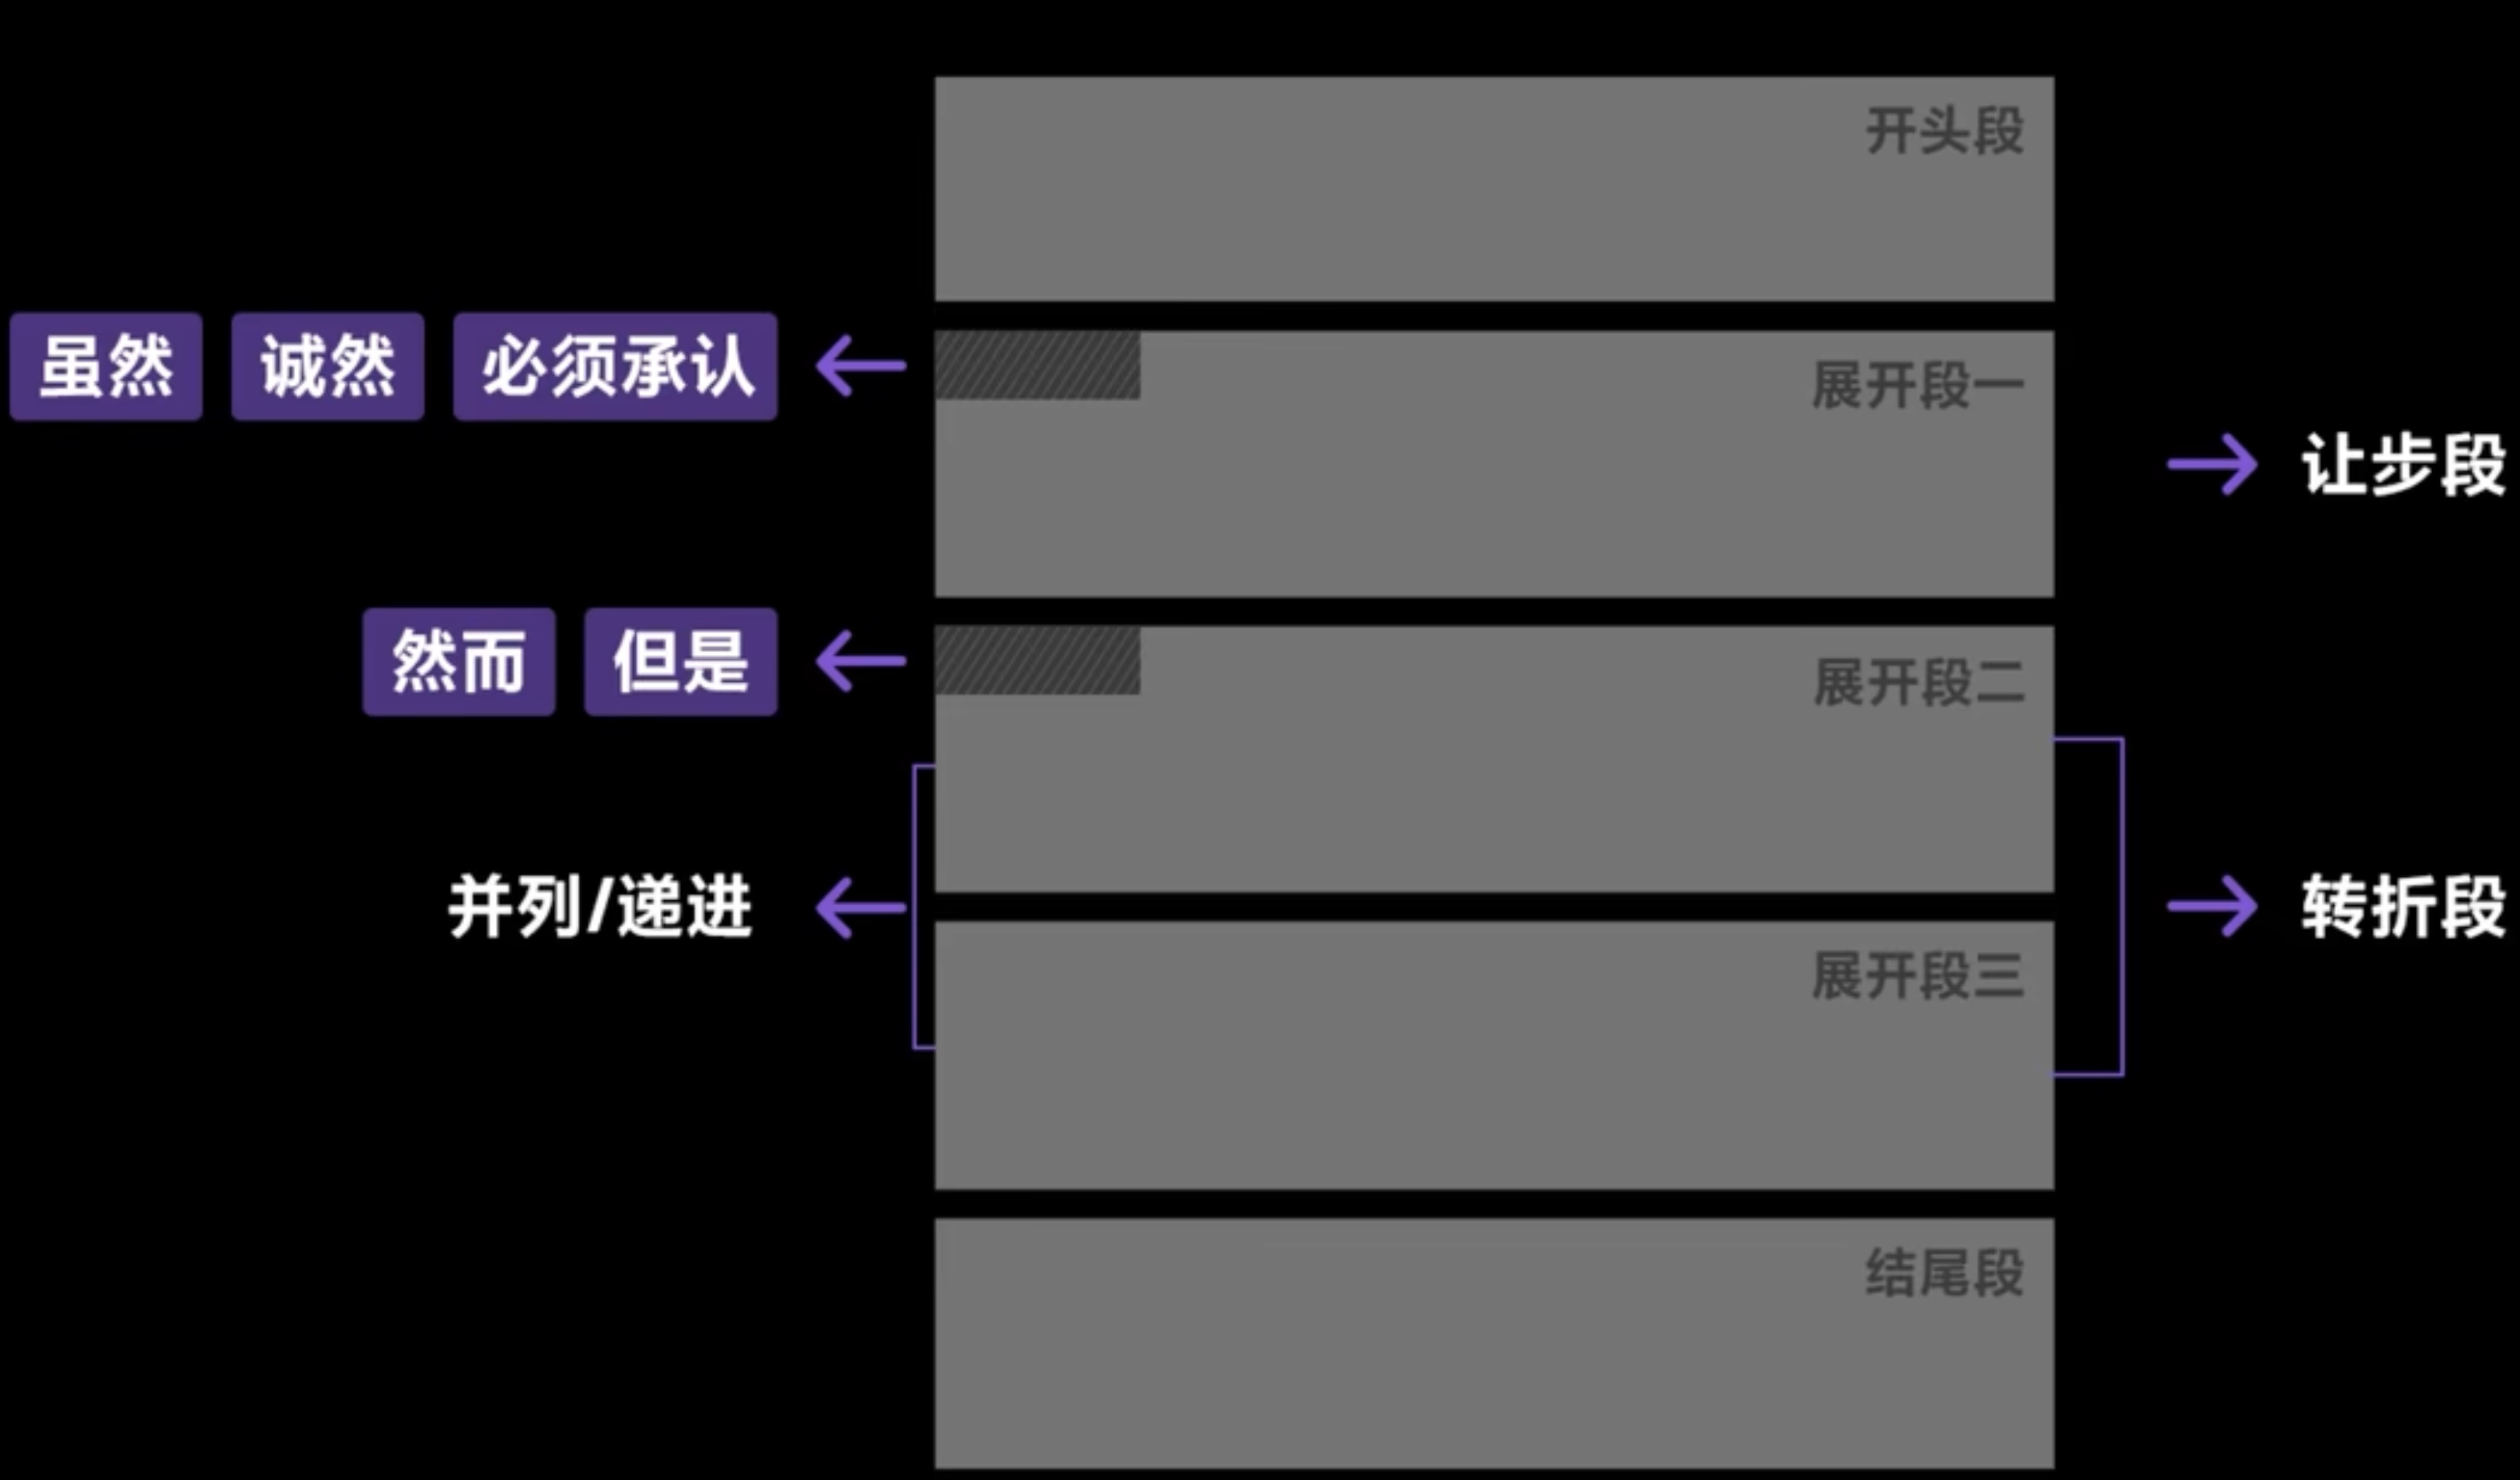 开头段
虽然 诚然 必须承认
展开段一
让步段
然而 但是
展开段二
并列/递进
转折段
展开段三
结尾段